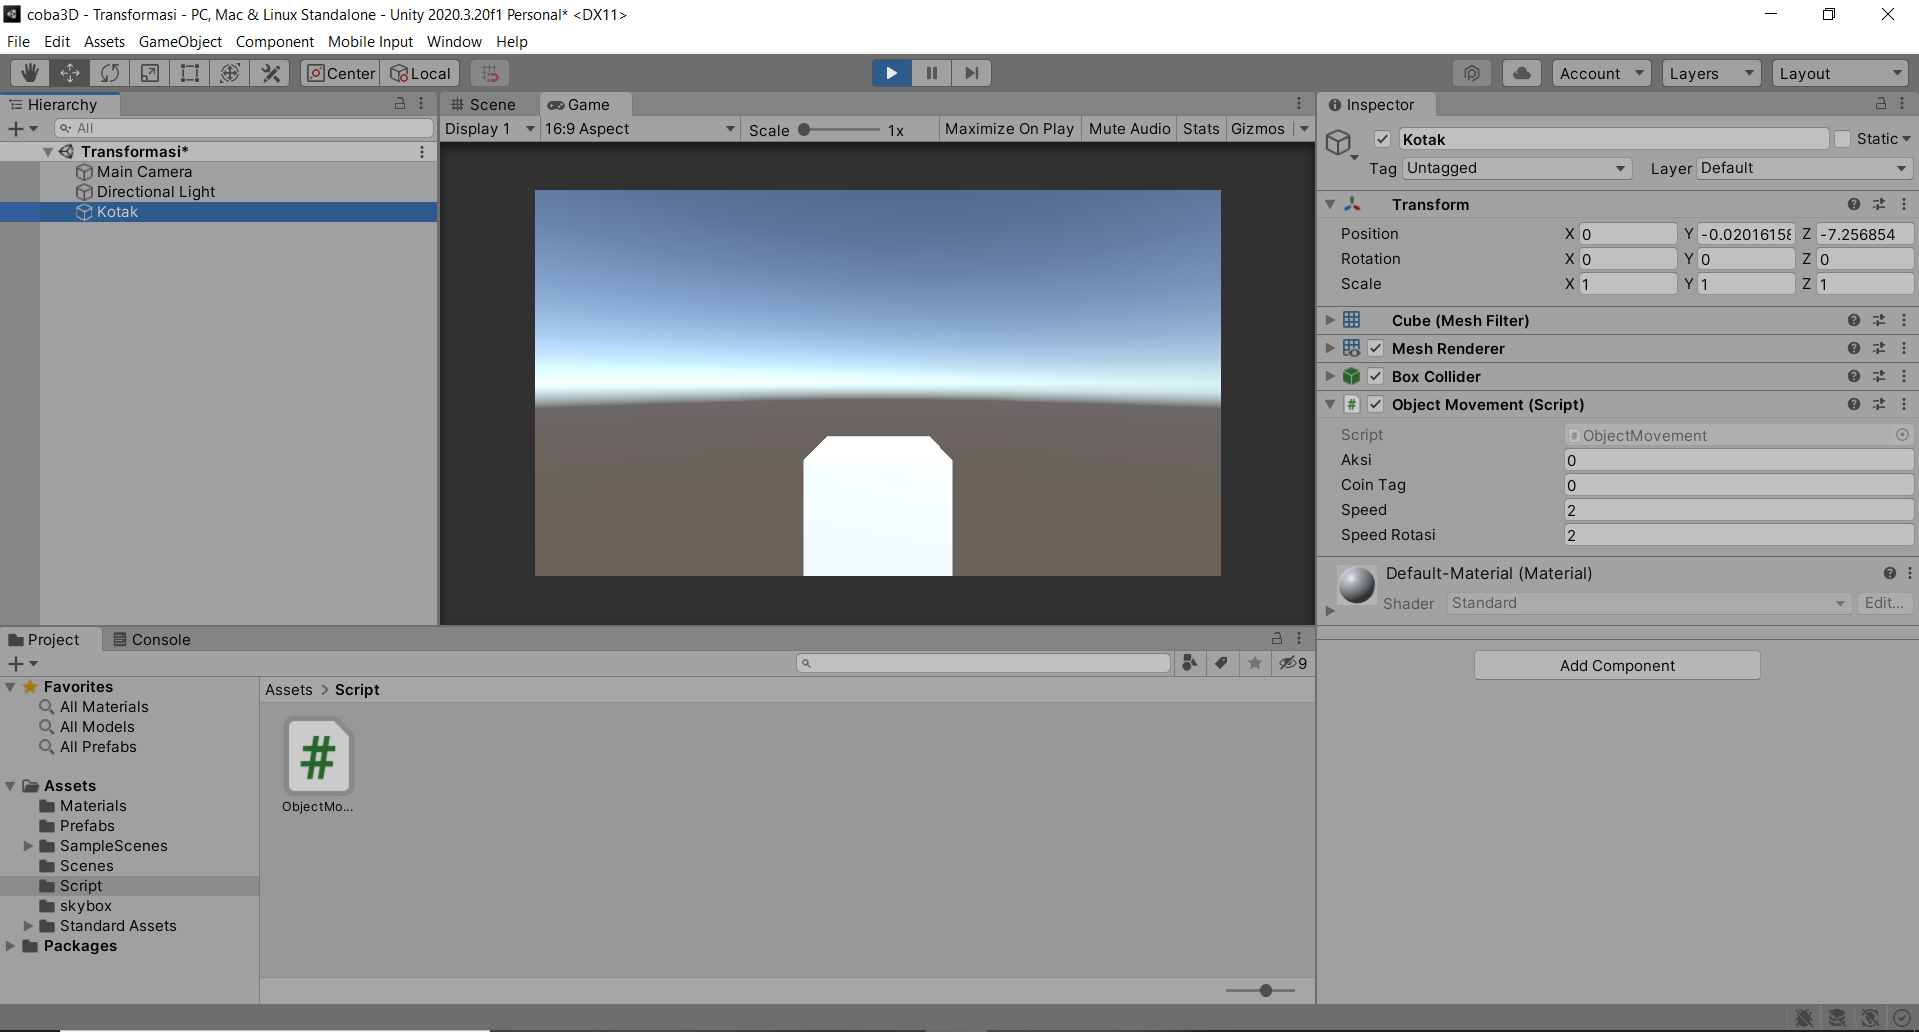 coba3D - Transformasi - PC, Mac & Linux Standalone - Unity 2020.3.20f1 Personal* <DX11>
File Edit Assets GameObject Component Mobile Input Window Help
Center Local Account Layers Layout
Hierarchy
All
Transformasi*
Main Camera
Directional Light
Kotak
Scene Game
Display 1 16:9 Aspect Scale 1x Maximize On Play Mute Audio Stats Gizmos
Inspector
Kotak Static
Tag Untagged Layer Default
Transform
Position X 0 Y -0.02016158 Z -7.256854
Rotation X 0 Y 0 Z 0
Scale X 1 Y 1 Z 1
Cube (Mesh Filter)
Mesh Renderer
Box Collider
# Object Movement (Script)
Script # ObjectMovement
Aksi 0
Coin Tag 0
Speed 2
Speed Rotasi 2
Default-Material (Material)
Shader Standard Edit...
Add Component
Project Console
9
Favorites
All Materials
All Models
All Prefabs
Assets
Materials
Prefabs
SampleScenes
Scenes
Script
skybox
Standard Assets
Packages
Assets > Script
#
ObjectMo...